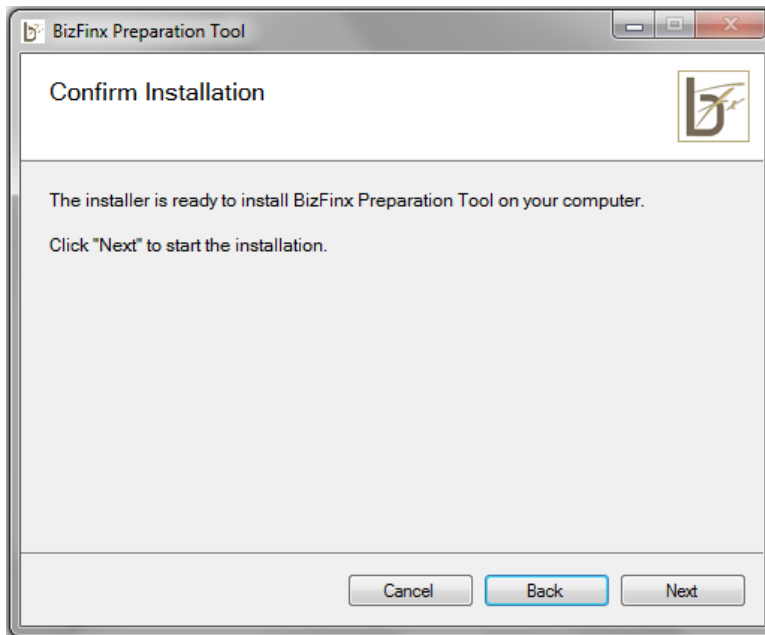 BizFinx Preparation Tool
Confirm Installation
bfx
The installer is ready to install BizFinx Preparation Tool on your computer.
Click "Next" to start the installation.
Cancel Back Next